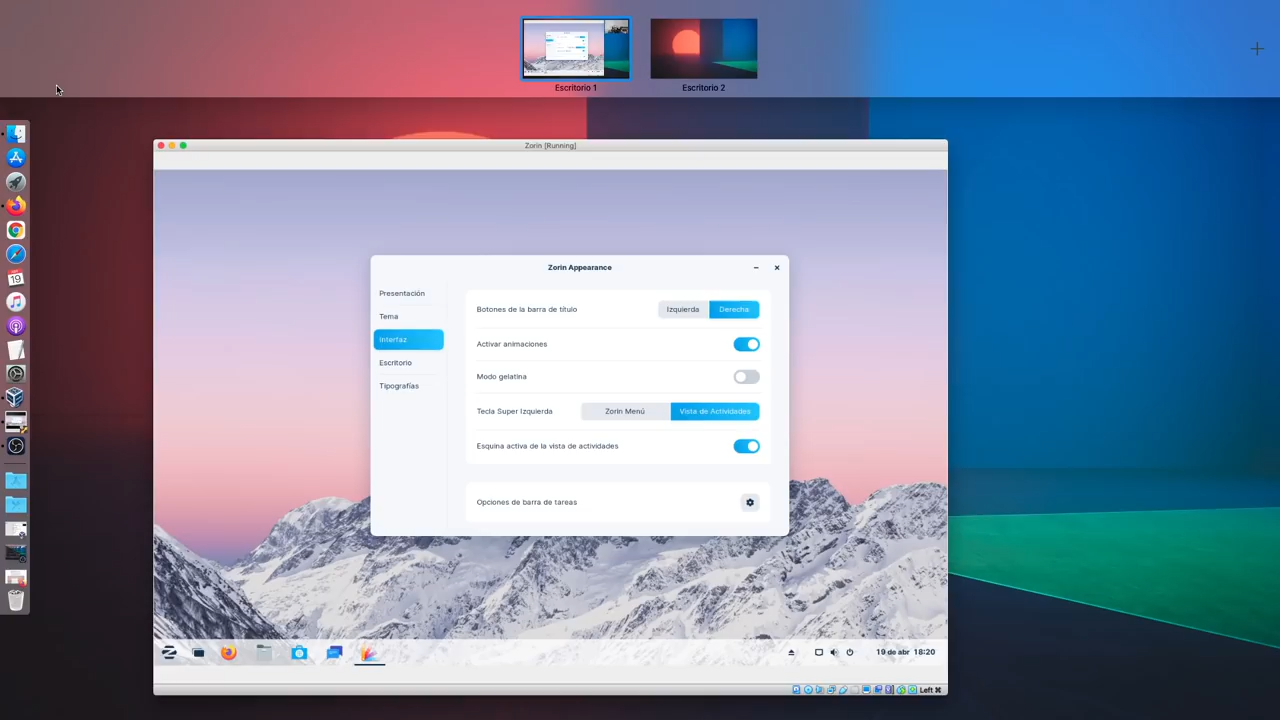 Escritorio 1
Escritorio 2
Zorin [Running]
Zorin Appearance
Presentación
Tema
Interfaz
Escritorio
Tipografías
Botones de la barra de título
Izquierda
Derecha
Activar animaciones
Modo gelatina
Tecla Super Izquierda
Zorin Menú
Vista de Actividades
Esquina activa de la vista de actividades
Opciones de barra de tareas
19
19 de abr 18:20
Left ⌘